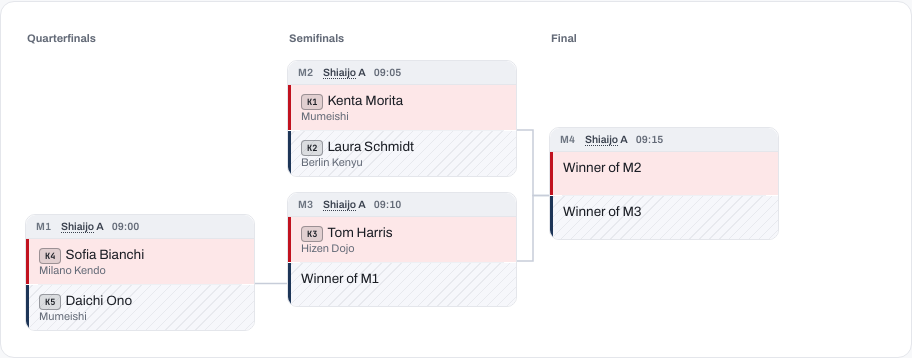 Quarterfinals
Semifinals
Final
M1 Shiaijo A 09:00
K4 Sofia Bianchi
Milano Kendo
K5 Daichi Ono
Mumeishi
M2 Shiaijo A 09:05
K1 Kenta Morita
Mumeishi
K2 Laura Schmidt
Berlin Kenyu
M3 Shiaijo A 09:10
K3 Tom Harris
Hizen Dojo
Winner of M1
M4 Shiaijo A 09:15
Winner of M2
Winner of M3